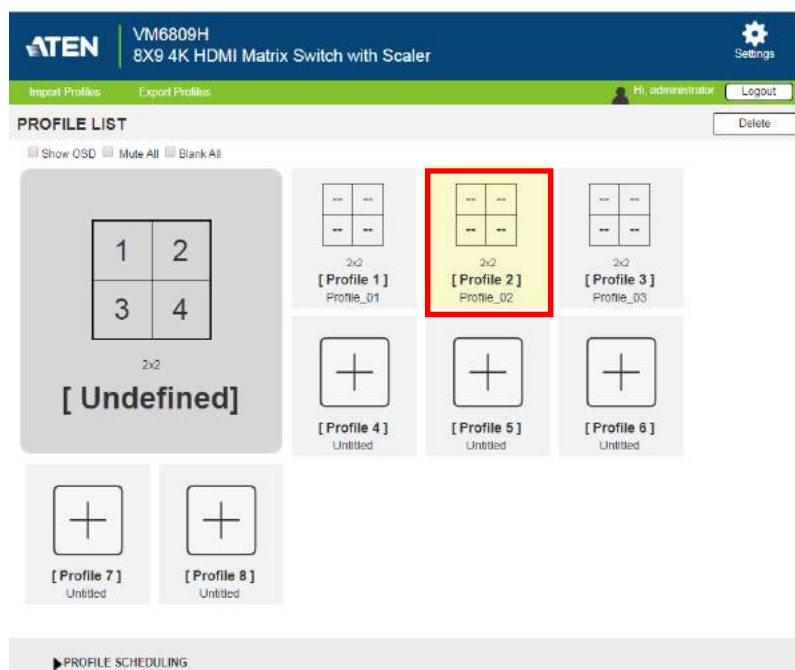 ATEN
VM6809H
8X9 4K HDMI Matrix Switch with Scaler
Settings
Import Profiles Export Profiles Hi, administrator Logout
PROFILE LIST Delete
Show OSD Mute All Blank All
1 2
3 4
2x2
[ Undefined]
-- --
-- --
2x2
[ Profile 1 ]
Profile_01
-- --
-- --
2x2
[ Profile 2 ]
Profile_02
-- --
-- --
2x2
[ Profile 3 ]
Profile_03
[ Profile 4 ]
Untitled
[ Profile 5 ]
Untitled
[ Profile 6 ]
Untitled
[ Profile 7 ]
Untitled
[ Profile 8 ]
Untitled
PROFILE SCHEDULING